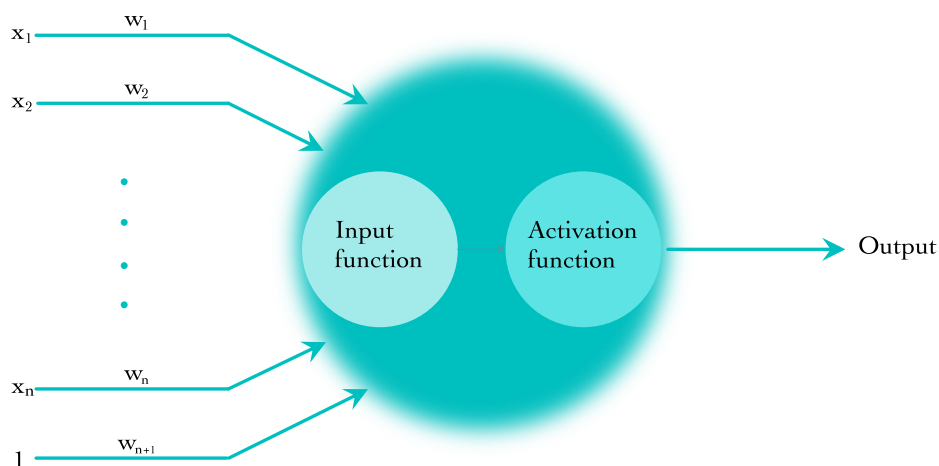 w₁
x₁
w₂
x₂
Input
function
Activation
function
Output
wₙ
xₙ
wₙ₊₁
1